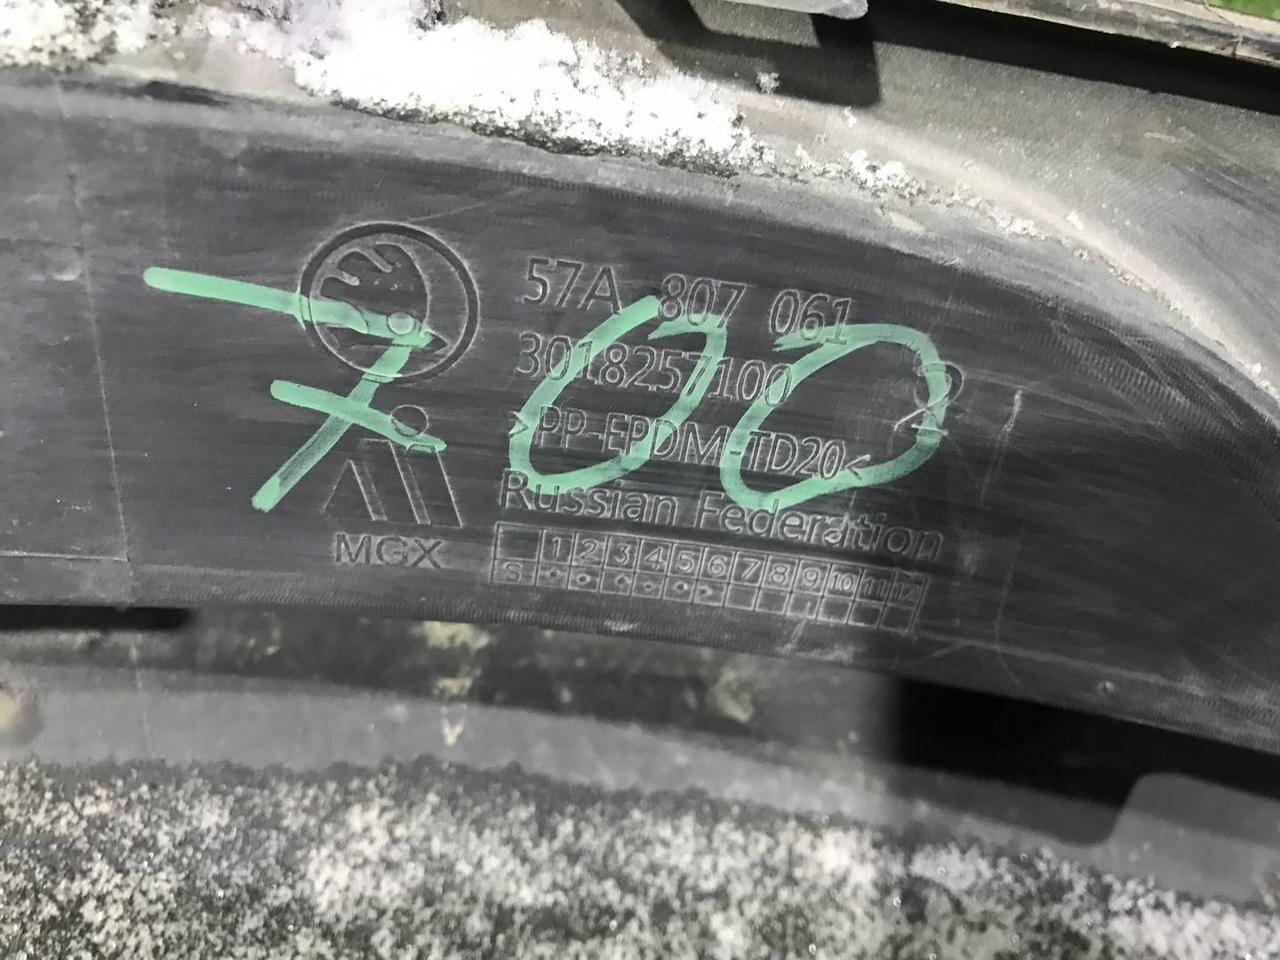 57A 807 061
3018257100
>PP-EPDM-TD20<
Russian Federation
MGX
1 2 3 4 5 6 7 8 9 10 11 12
S
700